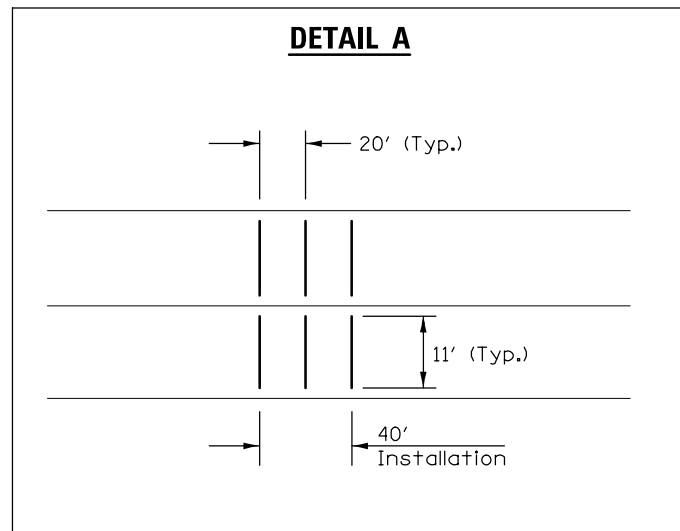 DETAIL A
20' (Typ.)
11' (Typ.)
40'
Installation